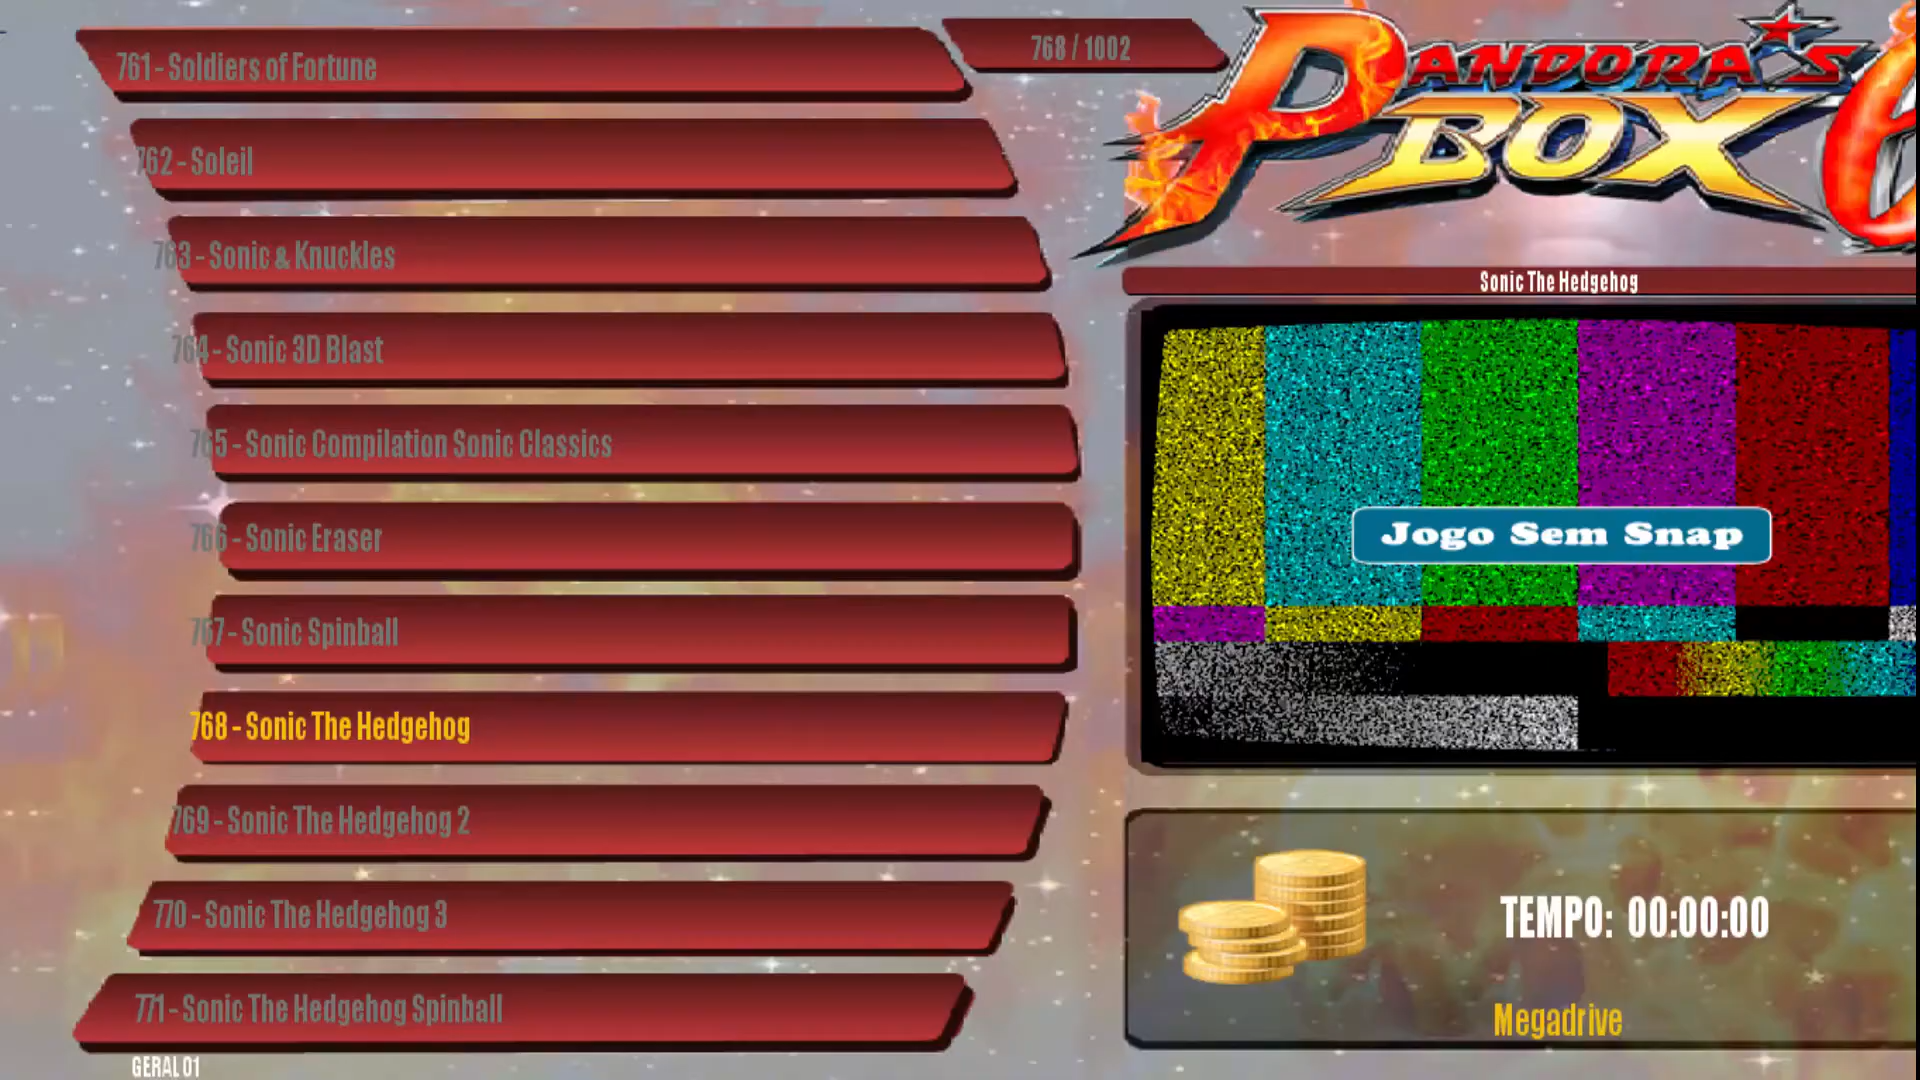 761 - Soldiers of Fortune
762 - Soleil
763 - Sonic & Knuckles
764 - Sonic 3D Blast
765 - Sonic Compilation Sonic Classics
766 - Sonic Eraser
767 - Sonic Spinball
768 - Sonic The Hedgehog
769 - Sonic The Hedgehog 2
770 - Sonic The Hedgehog 3
771 - Sonic The Hedgehog Spinball
GERAL 01
768 / 1002
PANDORA'S
BOX
Sonic The Hedgehog
Jogo Sem Snap
TEMPO: 00:00:00
Megadrive